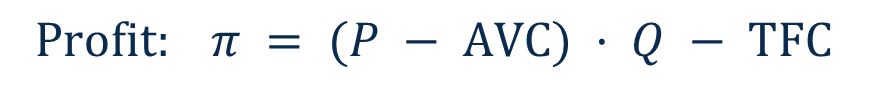 Profit: π = (P − AVC) · Q − TFC